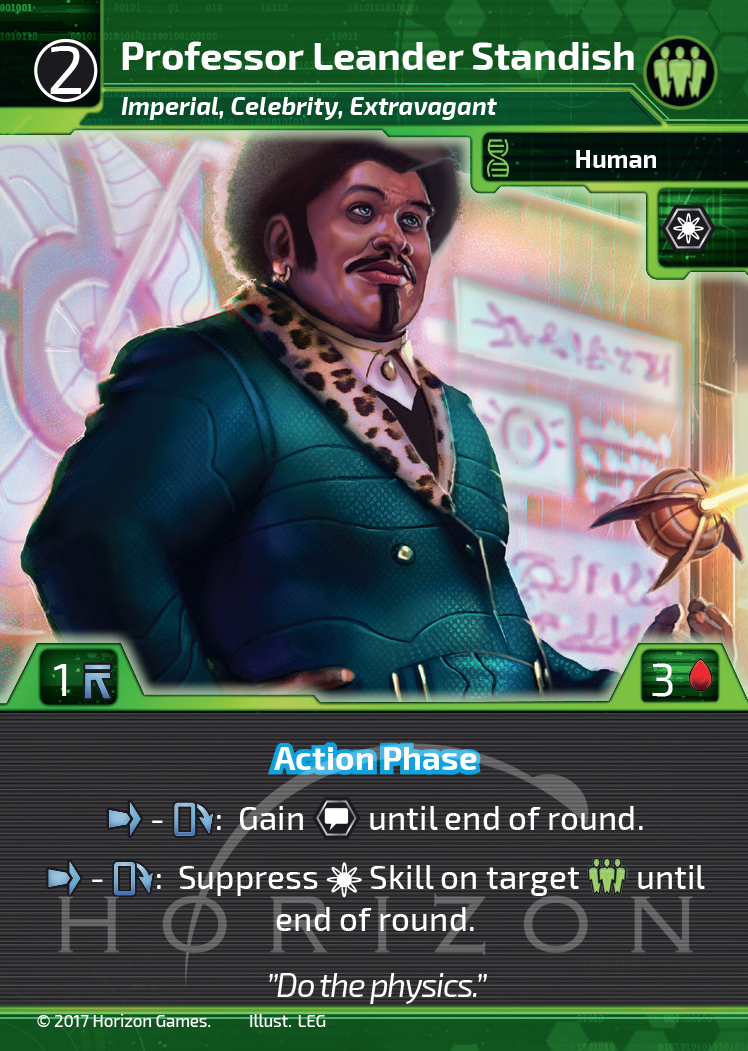 2
Professor Leander Standish
Imperial, Celebrity, Extravagant
Human
1
3
Action Phase
- : Gain until end of round.
- : Suppress Skill on target until
end of round.
HORIZON
"Do the physics."
© 2017 Horizon Games. Illust. LEG